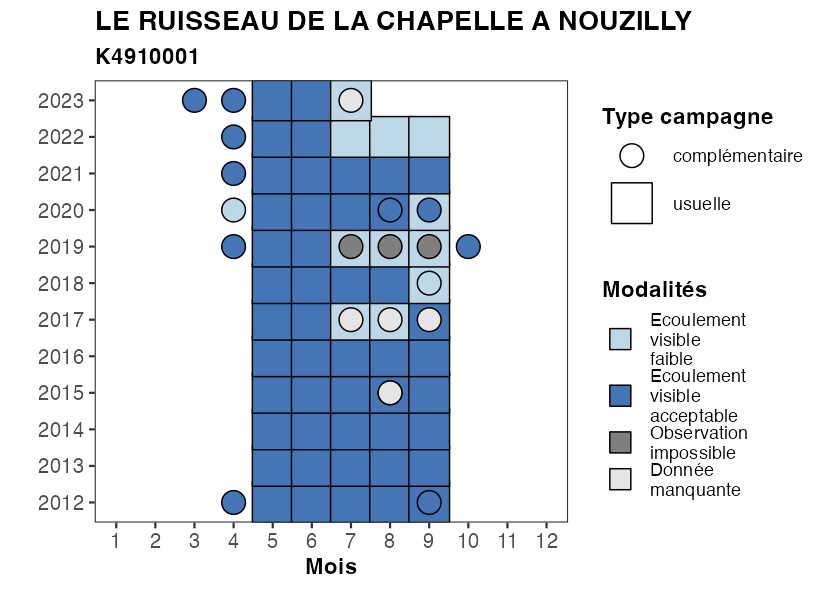 LE RUISSEAU DE LA CHAPELLE A NOUZILLY
K4910001
2023
2022
2021
2020
2019
2018
2017
2016
2015
2014
2013
2012
1 2 3 4 5 6 7 8 9 10 11 12
Mois
Type campagne
complémentaire
usuelle
Modalités
Ecoulement
visible
faible
Ecoulement
visible
acceptable
Observation
impossible
Donnée
manquante